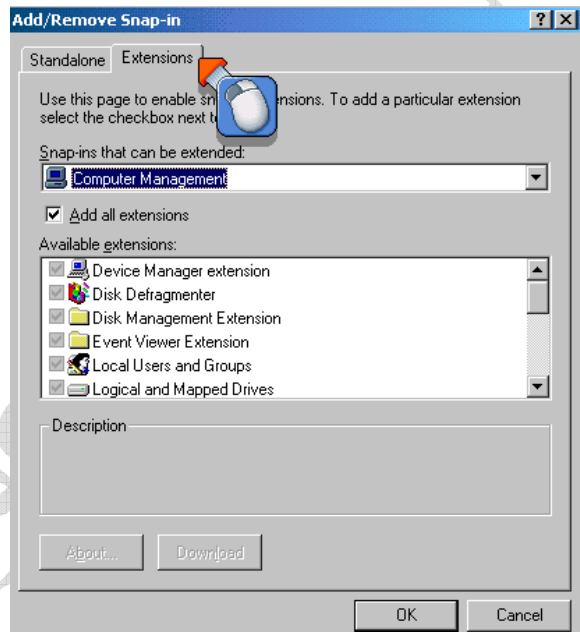 Add/Remove Snap-in
Standalone Extensions
Use this page to enable sn ensions. To add a particular extension
select the checkbox next t
Snap-ins that can be extended:
Computer Management
Add all extensions
Available extensions:
Device Manager extension
Disk Defragmenter
Disk Management Extension
Event Viewer Extension
Local Users and Groups
Logical and Mapped Drives
Description
About... Download
OK Cancel